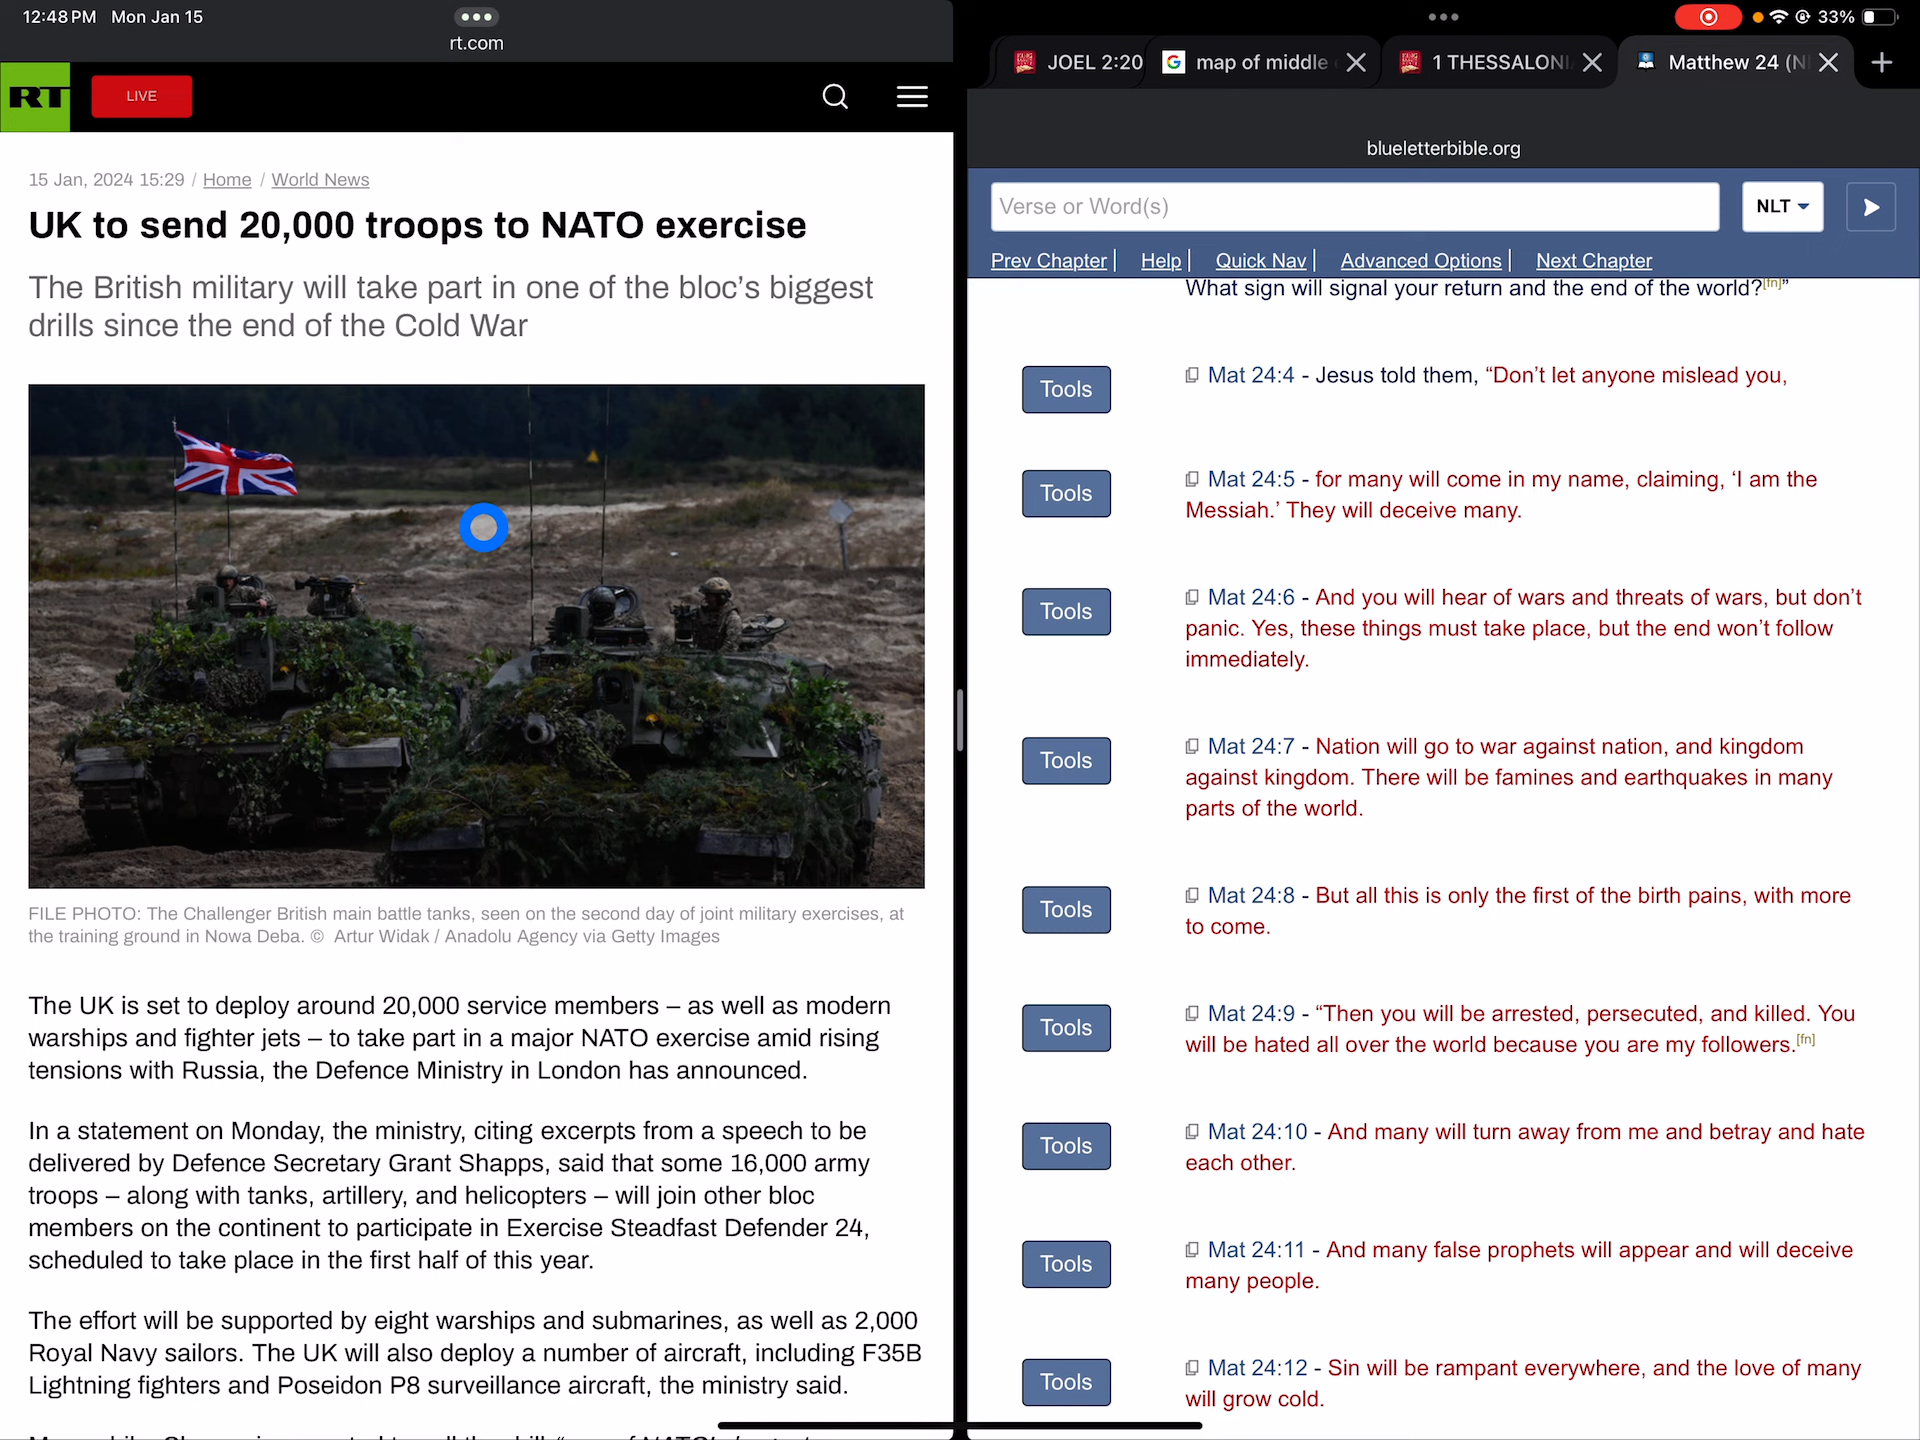 12:48 PM Mon Jan 15
rt.com
RT
LIVE
15 Jan, 2024 15:29 / Home / World News
UK to send 20,000 troops to NATO exercise
The British military will take part in one of the bloc’s biggest
drills since the end of the Cold War
FILE PHOTO: The Challenger British main battle tanks, seen on the second day of joint military exercises, at
the training ground in Nowa Deba. © Artur Widak / Anadolu Agency via Getty Images
The UK is set to deploy around 20,000 service members – as well as modern
warships and fighter jets – to take part in a major NATO exercise amid rising
tensions with Russia, the Defence Ministry in London has announced.
In a statement on Monday, the ministry, citing excerpts from a speech to be
delivered by Defence Secretary Grant Shapps, said that some 16,000 army
troops – along with tanks, artillery, and helicopters – will join other bloc
members on the continent to participate in Exercise Steadfast Defender 24,
scheduled to take place in the first half of this year.
The effort will be supported by eight warships and submarines, as well as 2,000
Royal Navy sailors. The UK will also deploy a number of aircraft, including F35B
Lightning fighters and Poseidon P8 surveillance aircraft, the ministry said.
33%
JOEL 2:20
map of middle
1 THESSALONI
Matthew 24 (N
blueletterbible.org
Verse or Word(s)
NLT
Prev Chapter | Help | Quick Nav | Advanced Options | Next Chapter
What sign will signal your return and the end of the world?[fn]”
Tools
Mat 24:4 - Jesus told them, “Don’t let anyone mislead you,
Tools
Mat 24:5 - for many will come in my name, claiming, ‘I am the
Messiah.’ They will deceive many.
Tools
Mat 24:6 - And you will hear of wars and threats of wars, but don’t
panic. Yes, these things must take place, but the end won’t follow
immediately.
Tools
Mat 24:7 - Nation will go to war against nation, and kingdom
against kingdom. There will be famines and earthquakes in many
parts of the world.
Tools
Mat 24:8 - But all this is only the first of the birth pains, with more
to come.
Tools
Mat 24:9 - “Then you will be arrested, persecuted, and killed. You
will be hated all over the world because you are my followers.[fn]
Tools
Mat 24:10 - And many will turn away from me and betray and hate
each other.
Tools
Mat 24:11 - And many false prophets will appear and will deceive
many people.
Tools
Mat 24:12 - Sin will be rampant everywhere, and the love of many
will grow cold.